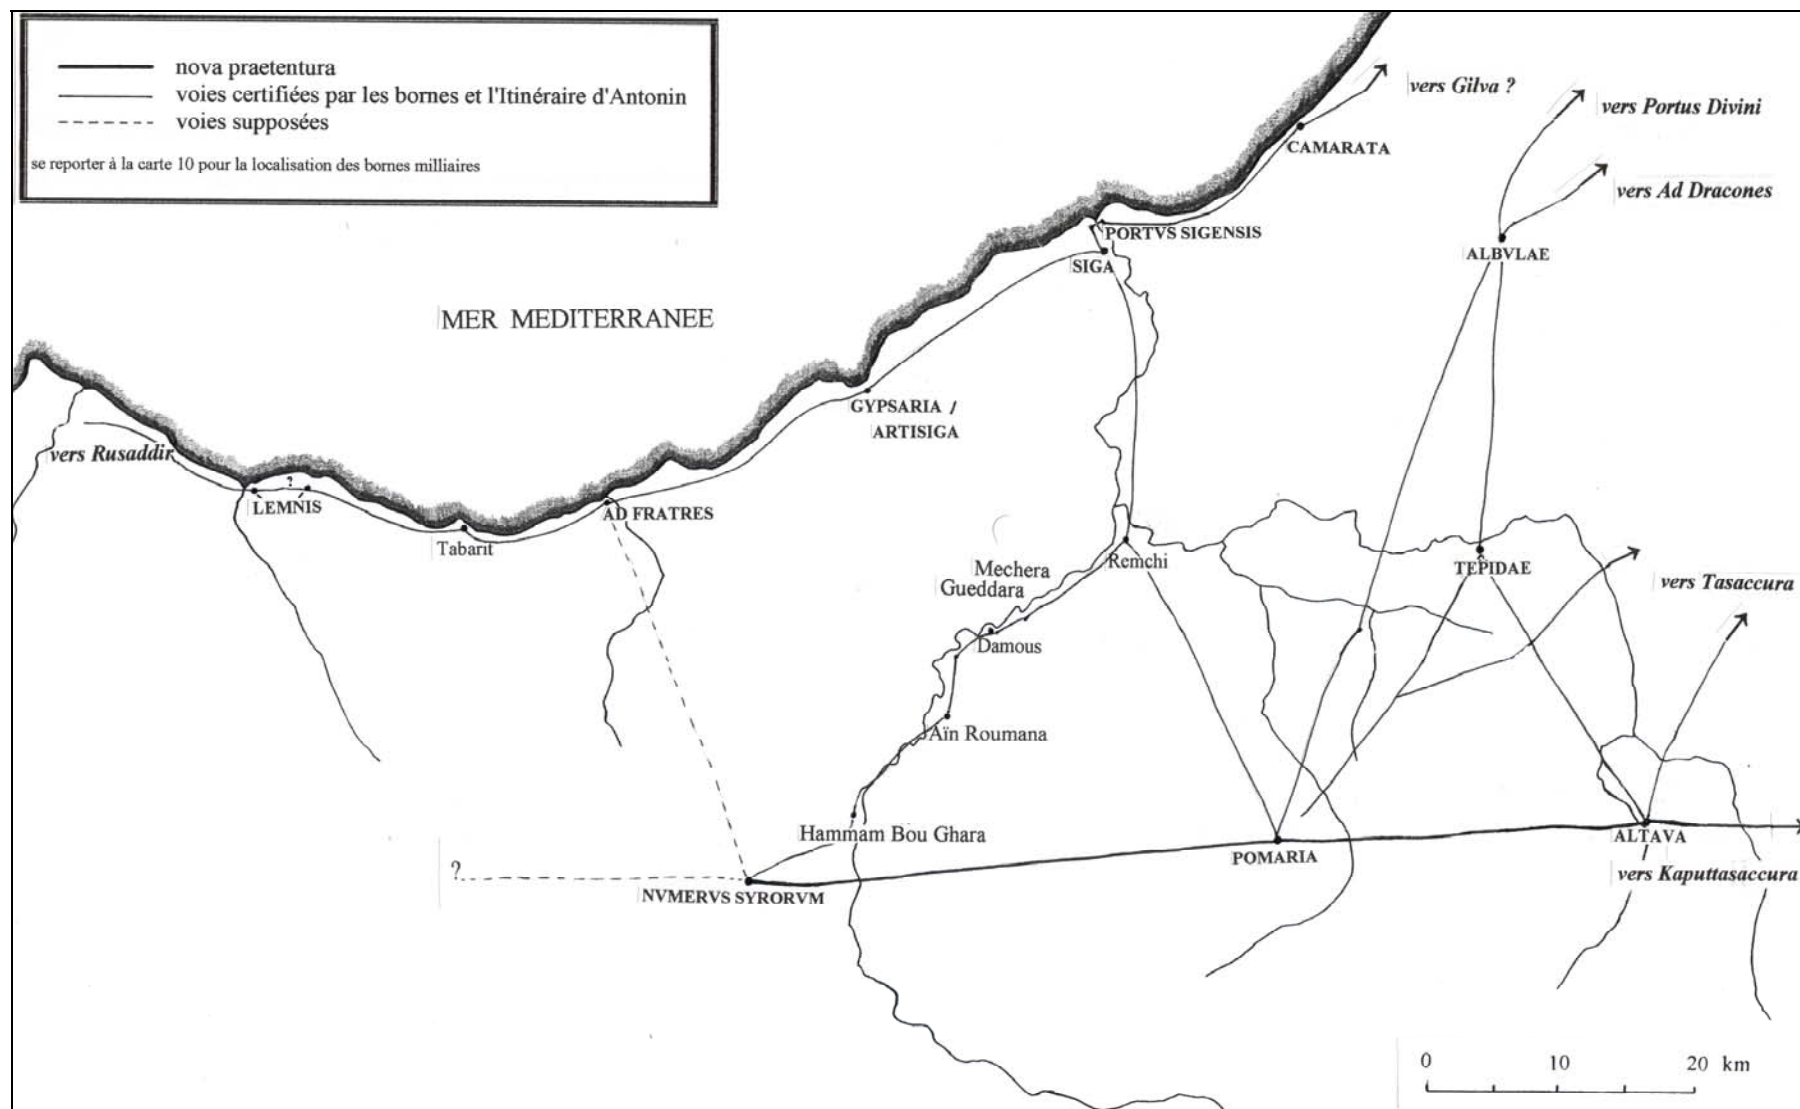 nova praetentura
voies certifiées par les bornes et l'Itinéraire d'Antonin
voies supposées
se reporter à la carte 10 pour la localisation des bornes milliaires
vers Gilva ?
vers Portus Divini
CAMARATA
vers Ad Dracones
PORTVS SIGENSIS
ALBVLAE
SIGA
MER MEDITERRANEE
GYPSARIA /
ARTISIGA
vers Rusaddir
?
LEMNIS
AD FRATRES
Tabarit
Remchi
Mechera
Gueddara
TEPIDAE
vers Tasaccura
Damous
Aïn Roumana
Hammam Bou Ghara
ALTAVA
POMARIA
?
vers Kaputtasaccura
NVMERVS SYRORVM
0 10 20 km